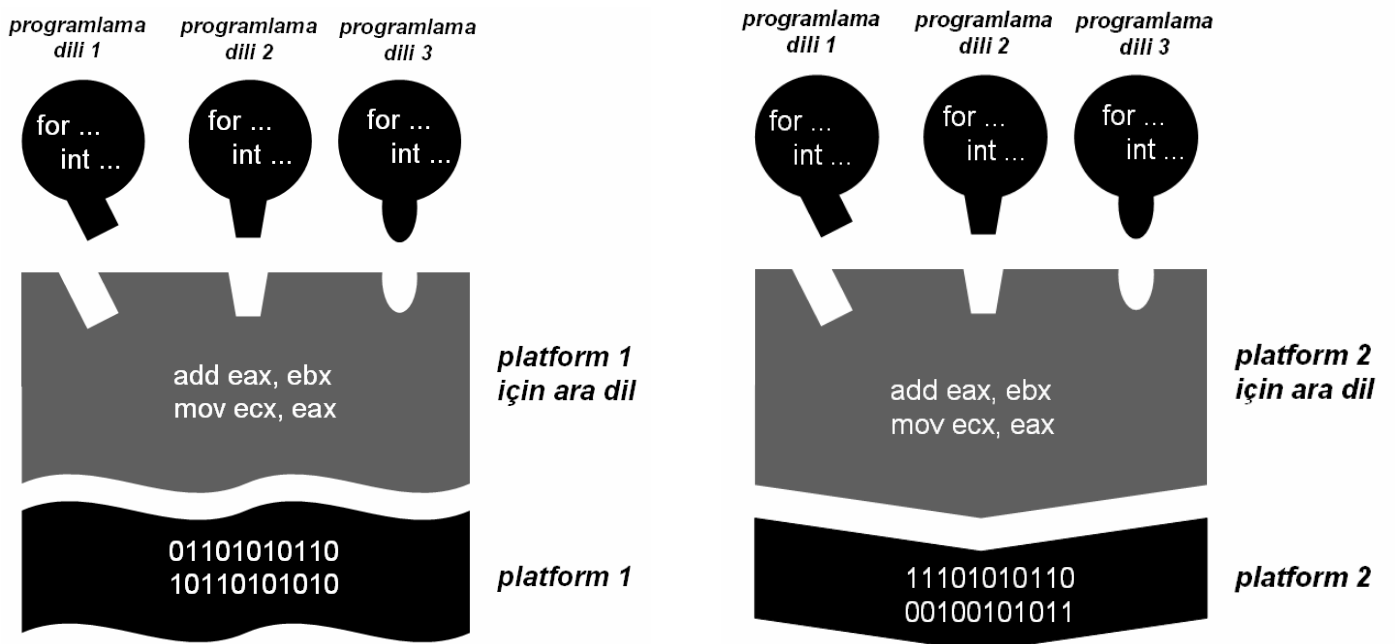 programlama
dili 1
programlama
dili 2
programlama
dili 3
for ...
int ...
for ...
int ...
for ...
int ...
add eax, ebx
mov ecx, eax
platform 1
için ara dil
01101010110
10110101010
platform 1
programlama
dili 1
programlama
dili 2
programlama
dili 3
for ...
int ...
for ...
int ...
for ...
int ...
add eax, ebx
mov ecx, eax
platform 2
için ara dil
11101010110
00100101011
platform 2